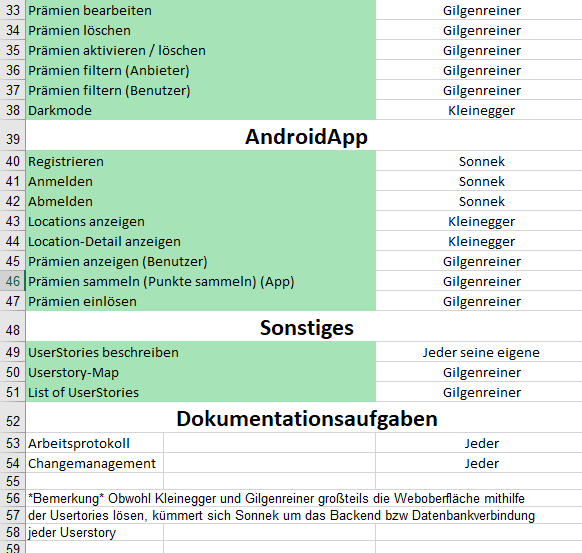 33 Prämien bearbeiten Gilgenreiner
34 Prämien löschen Gilgenreiner
35 Prämien aktivieren / löschen Gilgenreiner
36 Prämien filtern (Anbieter) Gilgenreiner
37 Prämien filtern (Benutzer) Gilgenreiner
38 Darkmode Kleinegger
39 AndroidApp
40 Registrieren Sonnek
41 Anmelden Sonnek
42 Abmelden Sonnek
43 Locations anzeigen Kleinegger
44 Location-Detail anzeigen Kleinegger
45 Prämien anzeigen (Benutzer) Gilgenreiner
46 Prämien sammeln (Punkte sammeln) (App) Gilgenreiner
47 Prämien einlösen Gilgenreiner
48 Sonstiges
49 UserStories beschreiben Jeder seine eigene
50 Userstory-Map Gilgenreiner
51 List of UserStories Gilgenreiner
52 Dokumentationsaufgaben
53 Arbeitsprotokoll Jeder
54 Changemanagement Jeder
55
56 *Bemerkung* Obwohl Kleinegger und Gilgenreiner großteils die Weboberfläche mithilfe
57 der Usertories lösen, kümmert sich Sonnek um das Backend bzw Datenbankverbindung
58 jeder Userstory
59